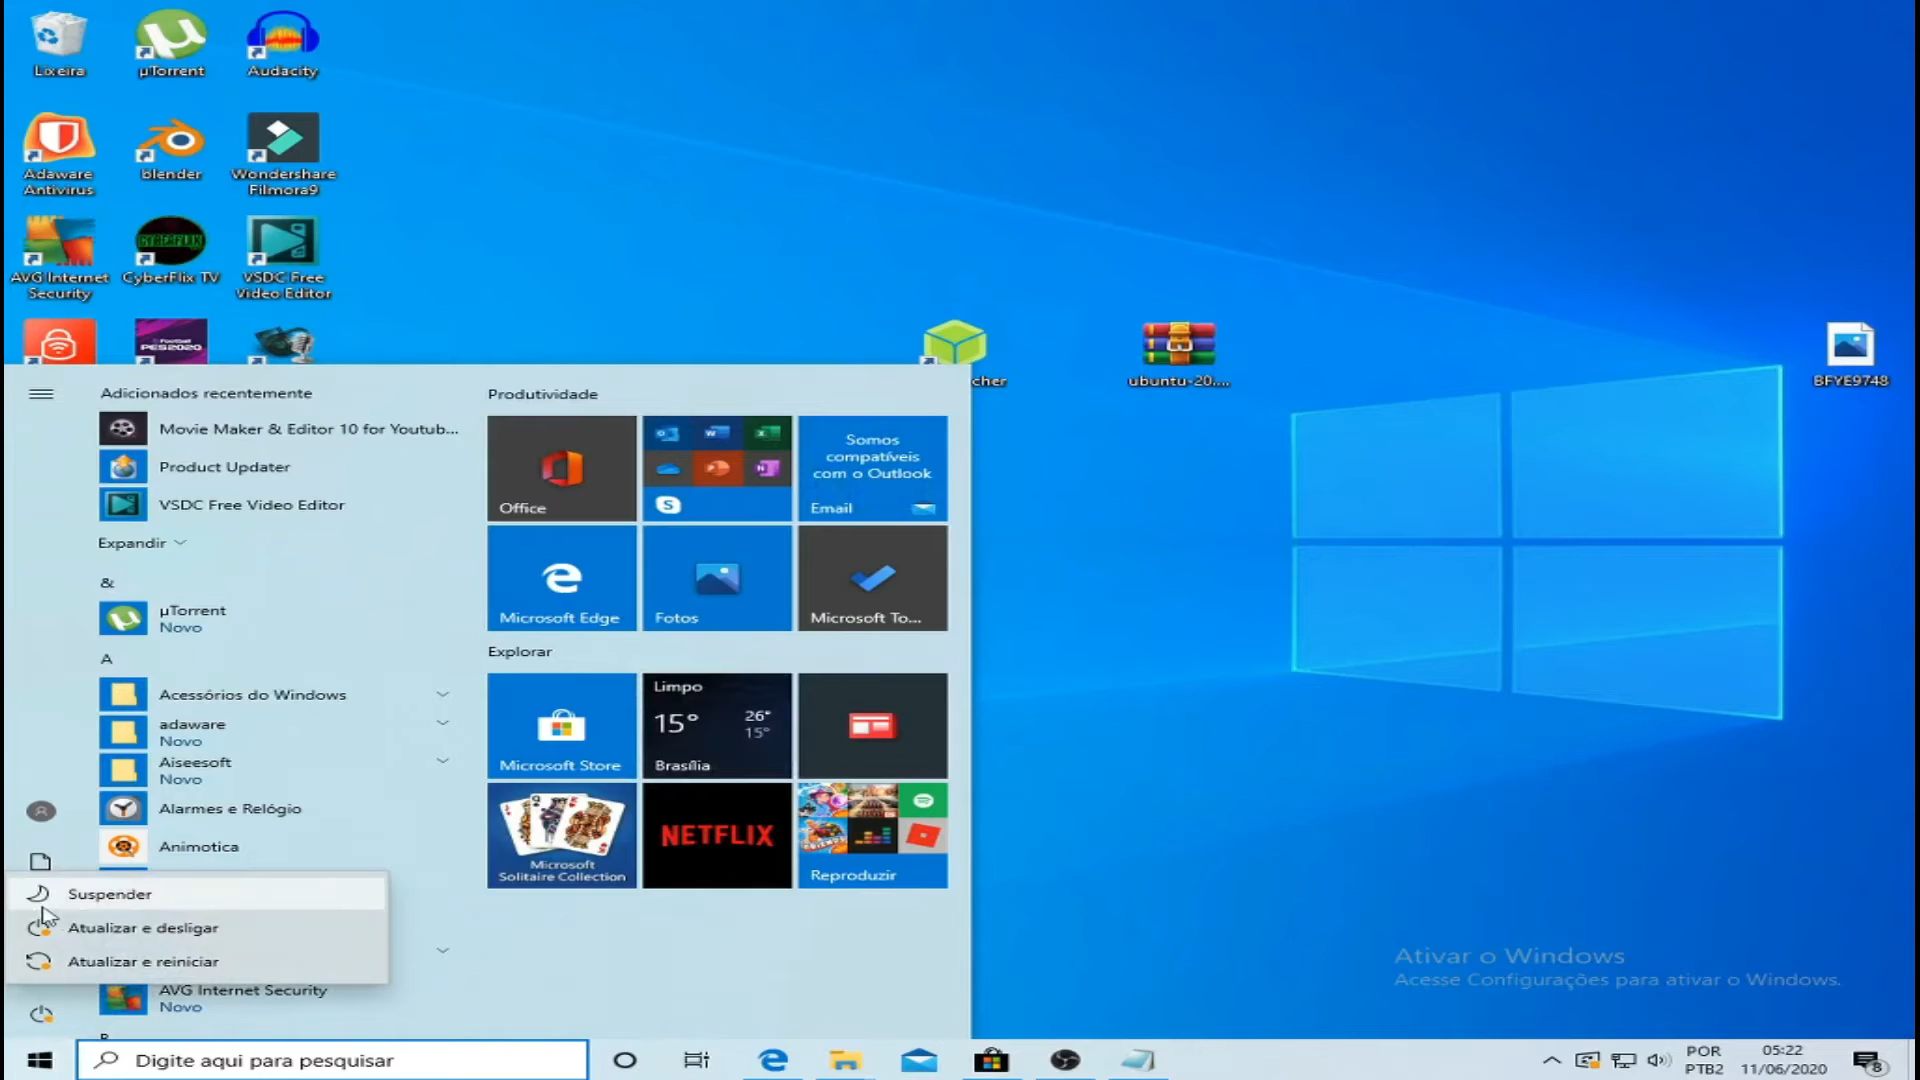 Lixeira
µTorrent
Audacity
Adaware
Antivirus
blender
Wondershare
Filmora9
AVG Internet
Security
CYBERFLIX
CyberFlix TV
VSDC Free
Video Editor
PES2020
cher
ubuntu-20....
BFYE9748
Adicionados recentemente
Movie Maker & Editor 10 for Youtub...
Product Updater
VSDC Free Video Editor
Expandir
&
µTorrent
Novo
A
Acessórios do Windows
adaware
Novo
Aiseesoft
Novo
Alarmes e Relógio
Animotica
Suspender
Atualizar e desligar
Atualizar e reiniciar
AVG Internet Security
Novo
Produtividade
Office
Somos
compatíveis
com o Outlook
Email
Microsoft Edge
Fotos
Microsoft To...
Explorar
Microsoft Store
Limpo
15°
26°
15°
Brasília
Microsoft
Solitaire Collection
NETFLIX
Reproduzir
Ativar o Windows
Acesse Configurações para ativar o Windows.
Digite aqui para pesquisar
POR
PTB2
05:22
11/06/2020
8